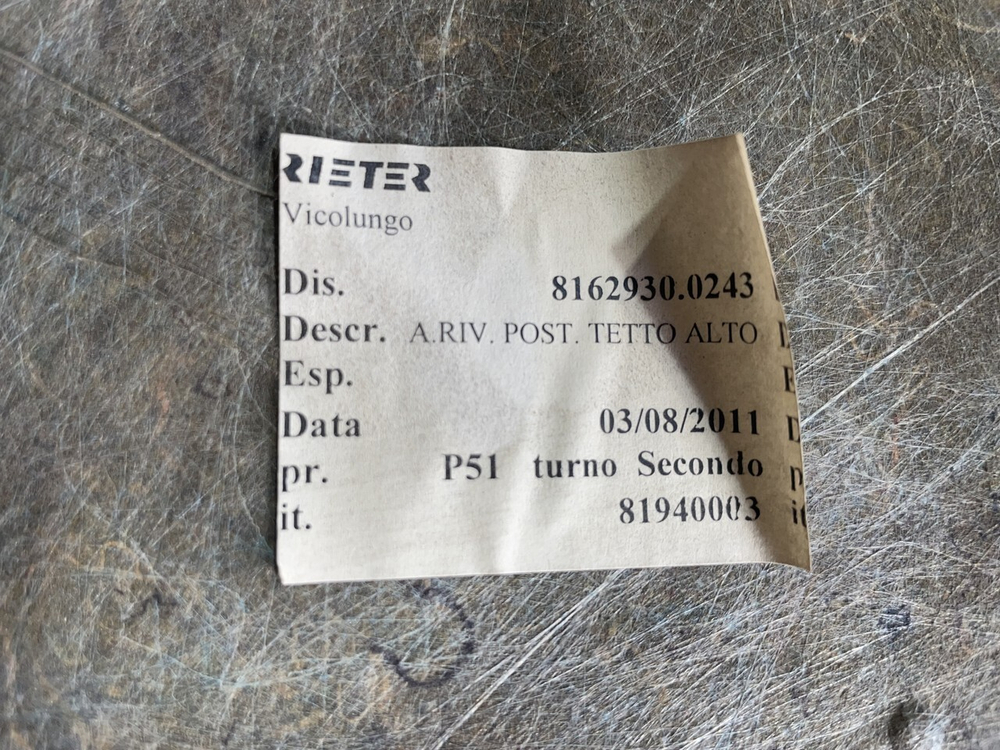 RIETER
Vicolungo
Dis. 8162930.0243
Descr. A.RIV. POST. TETTO ALTO
Esp.
Data 03/08/2011
pr. P51 turno Secondo
it. 81940003